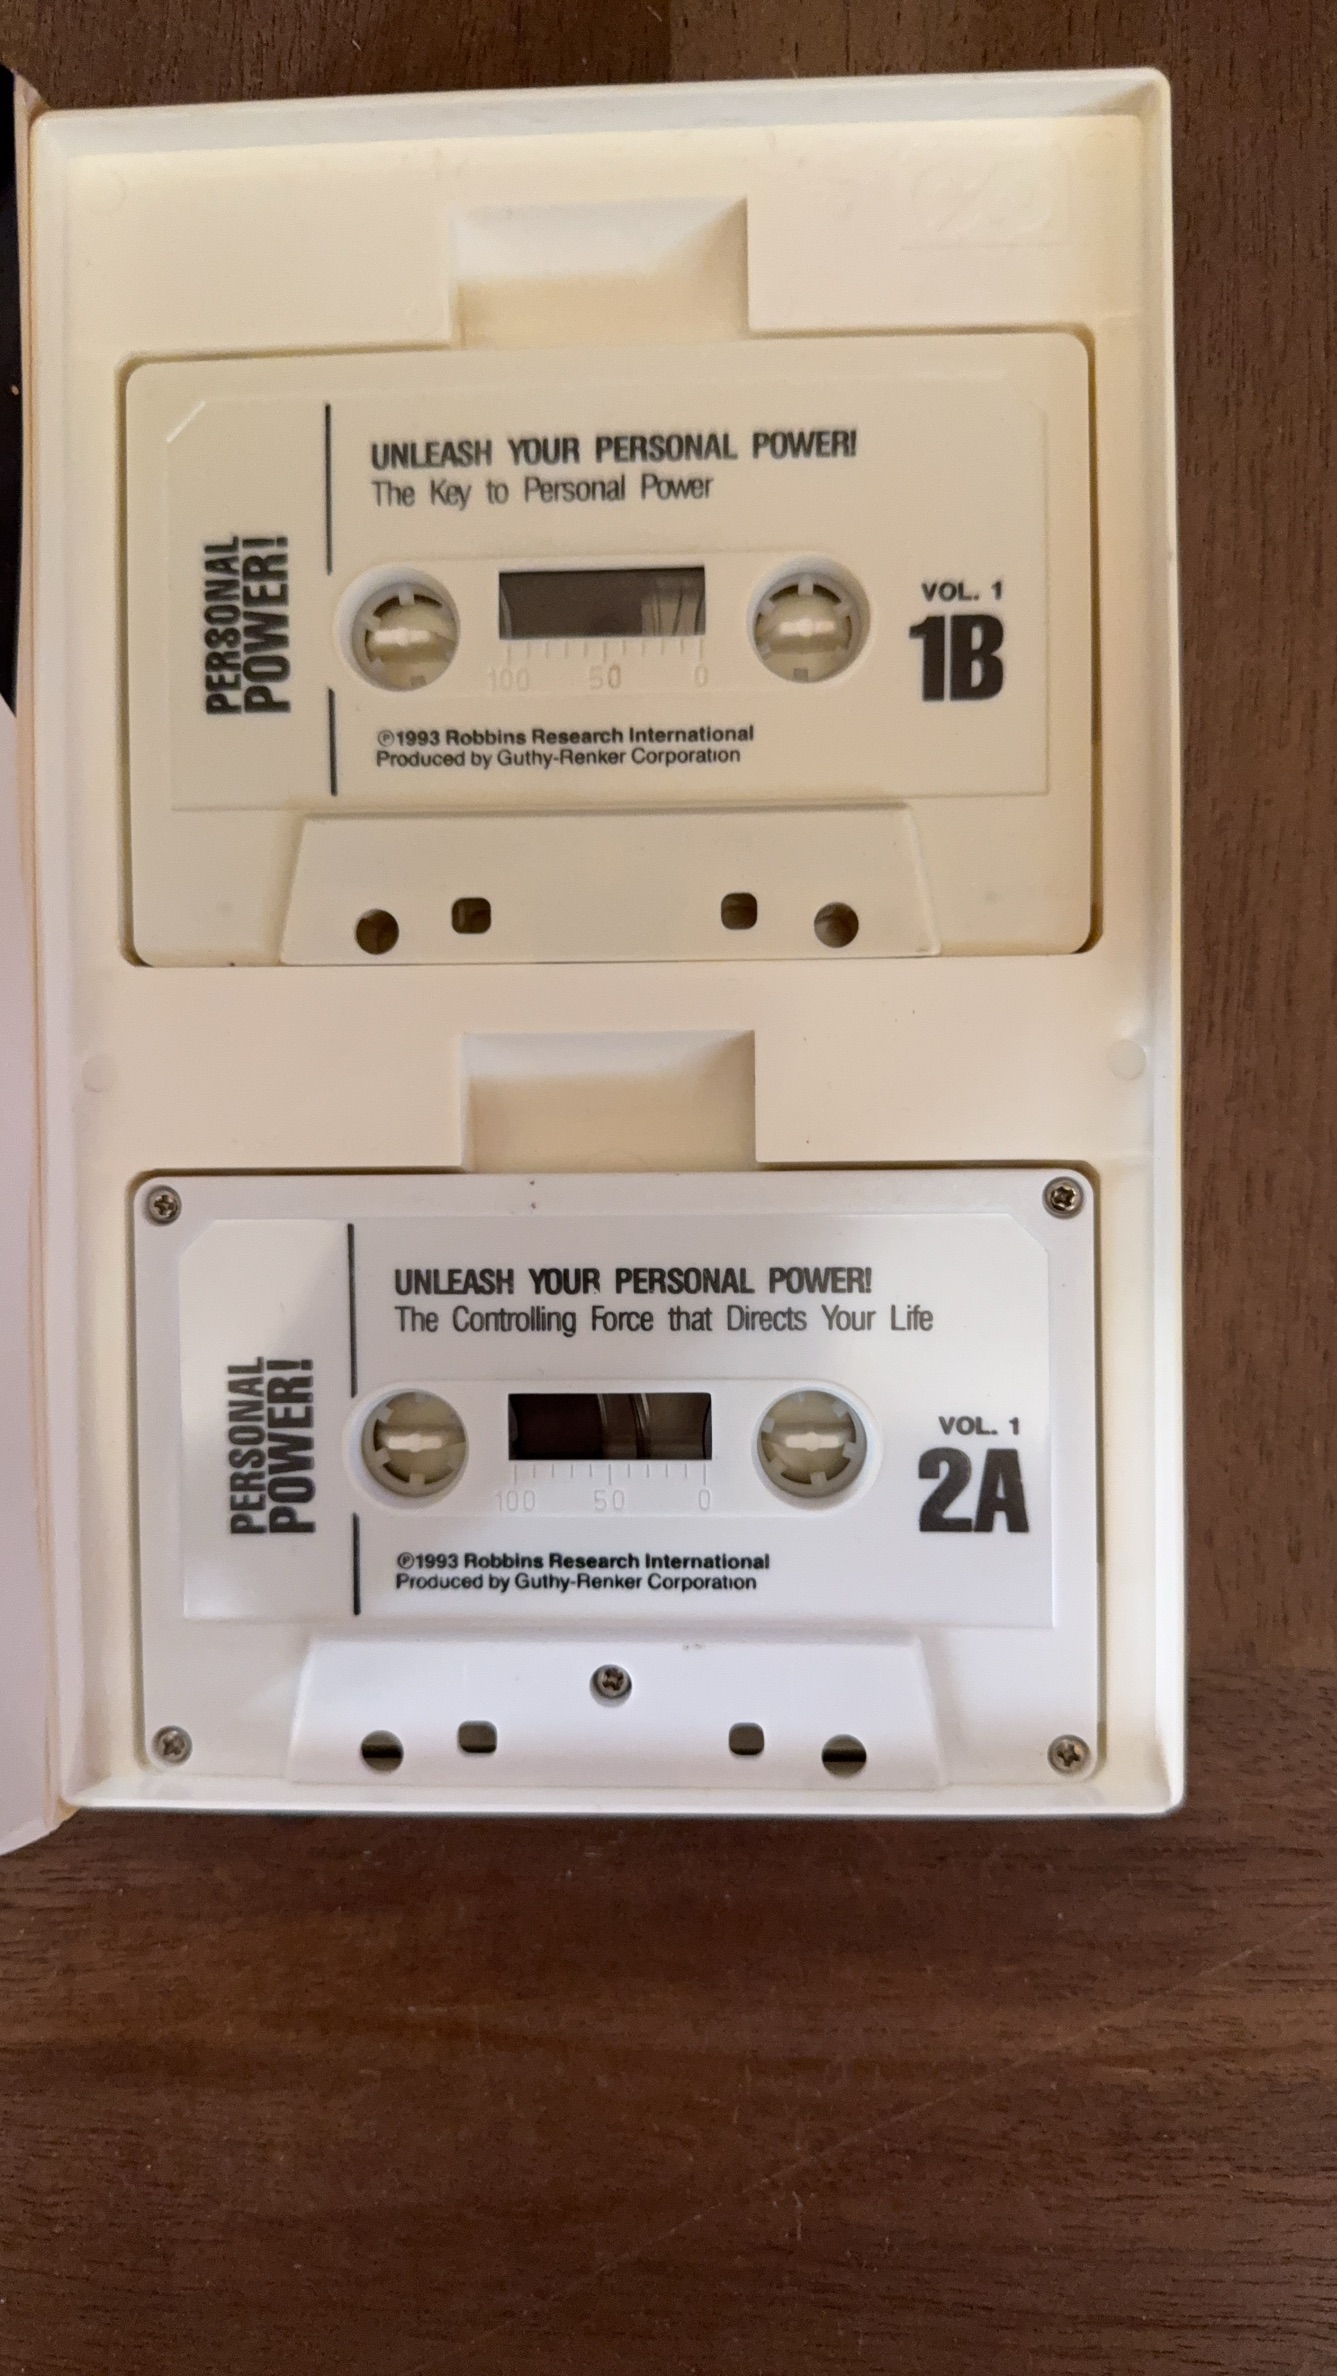 UNLEASH YOUR PERSONAL POWER!
The Key to Personal Power
PERSONAL
POWER!
100 50 0
VOL. 1
1B
℗1993 Robbins Research International
Produced by Guthy-Renker Corporation
UNLEASH YOUR PERSONAL POWER!
The Controlling Force that Directs Your Life
PERSONAL
POWER!
100 50 0
VOL. 1
2A
℗1993 Robbins Research International
Produced by Guthy-Renker Corporation